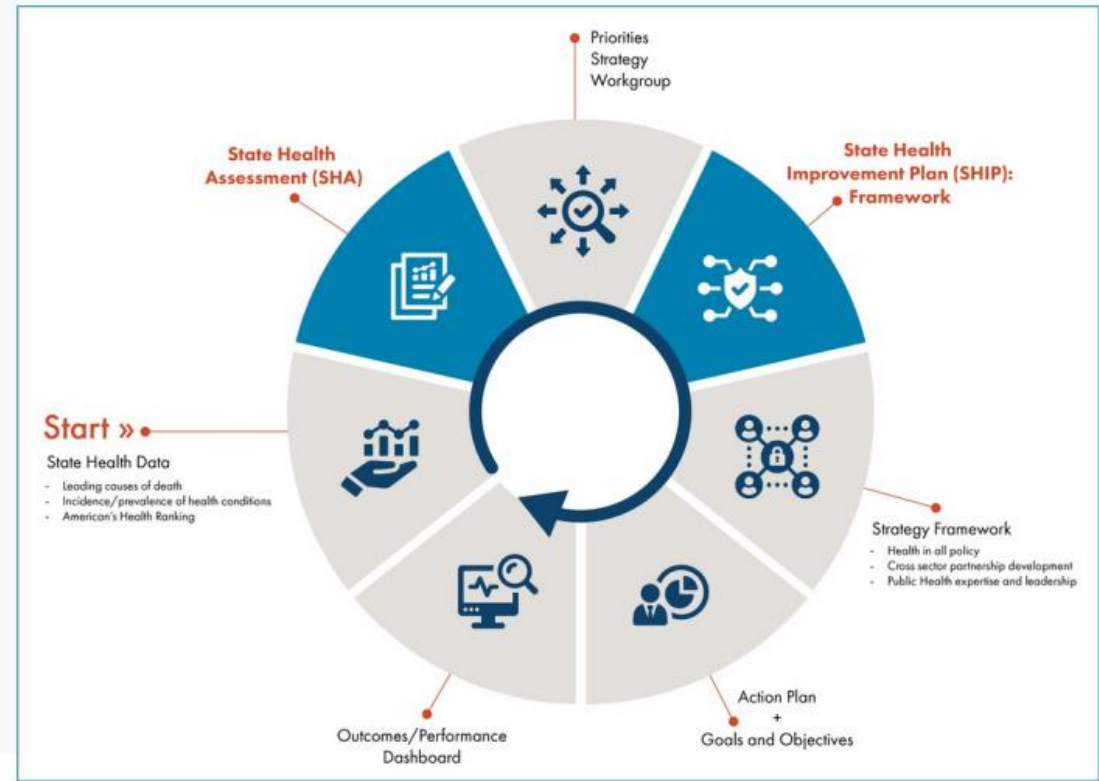 Priorities
Strategy
Workgroup
State Health
Assessment (SHA)
State Health
Improvement Plan (SHIP):
Framework
Start »
State Health Data
- Leading causes of death
- Incidence/prevalence of health conditions
- American's Health Ranking
Strategy Framework
- Health in all policy
- Cross sector partnership development
- Public Health expertise and leadership
Action Plan
+
Goals and Objectives
Outcomes/Performance
Dashboard